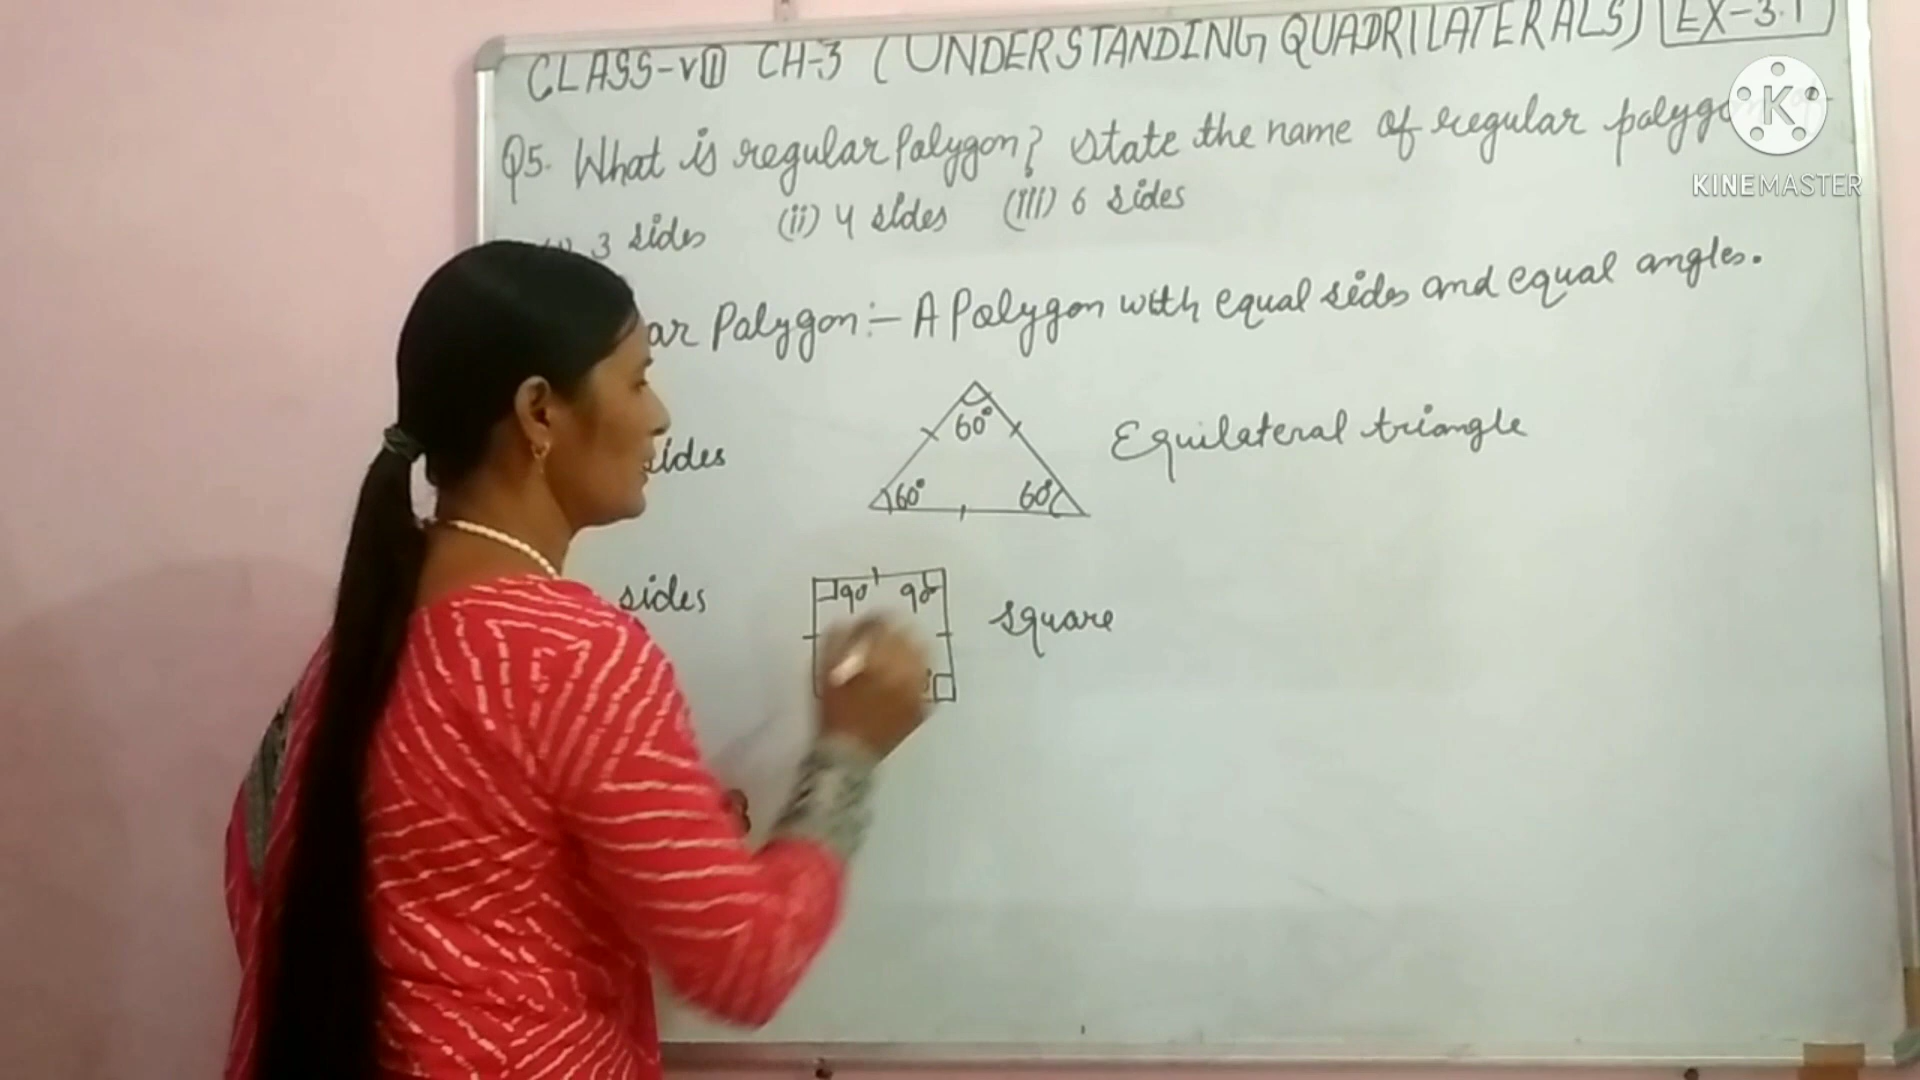 CLASS-VIII CH-3 (UNDERSTANDING QUADRILATERALS) EX-3.1
Q5. What is regular Polygon? state the name of regular
3 sides (ii) 4 sides (iii) 6 sides
Polygon:- A Polygon with equal sides and equal angles.
60°
sides Equilateral triangle
60° 60°
90° 90°
sides square
K
KINEMASTER